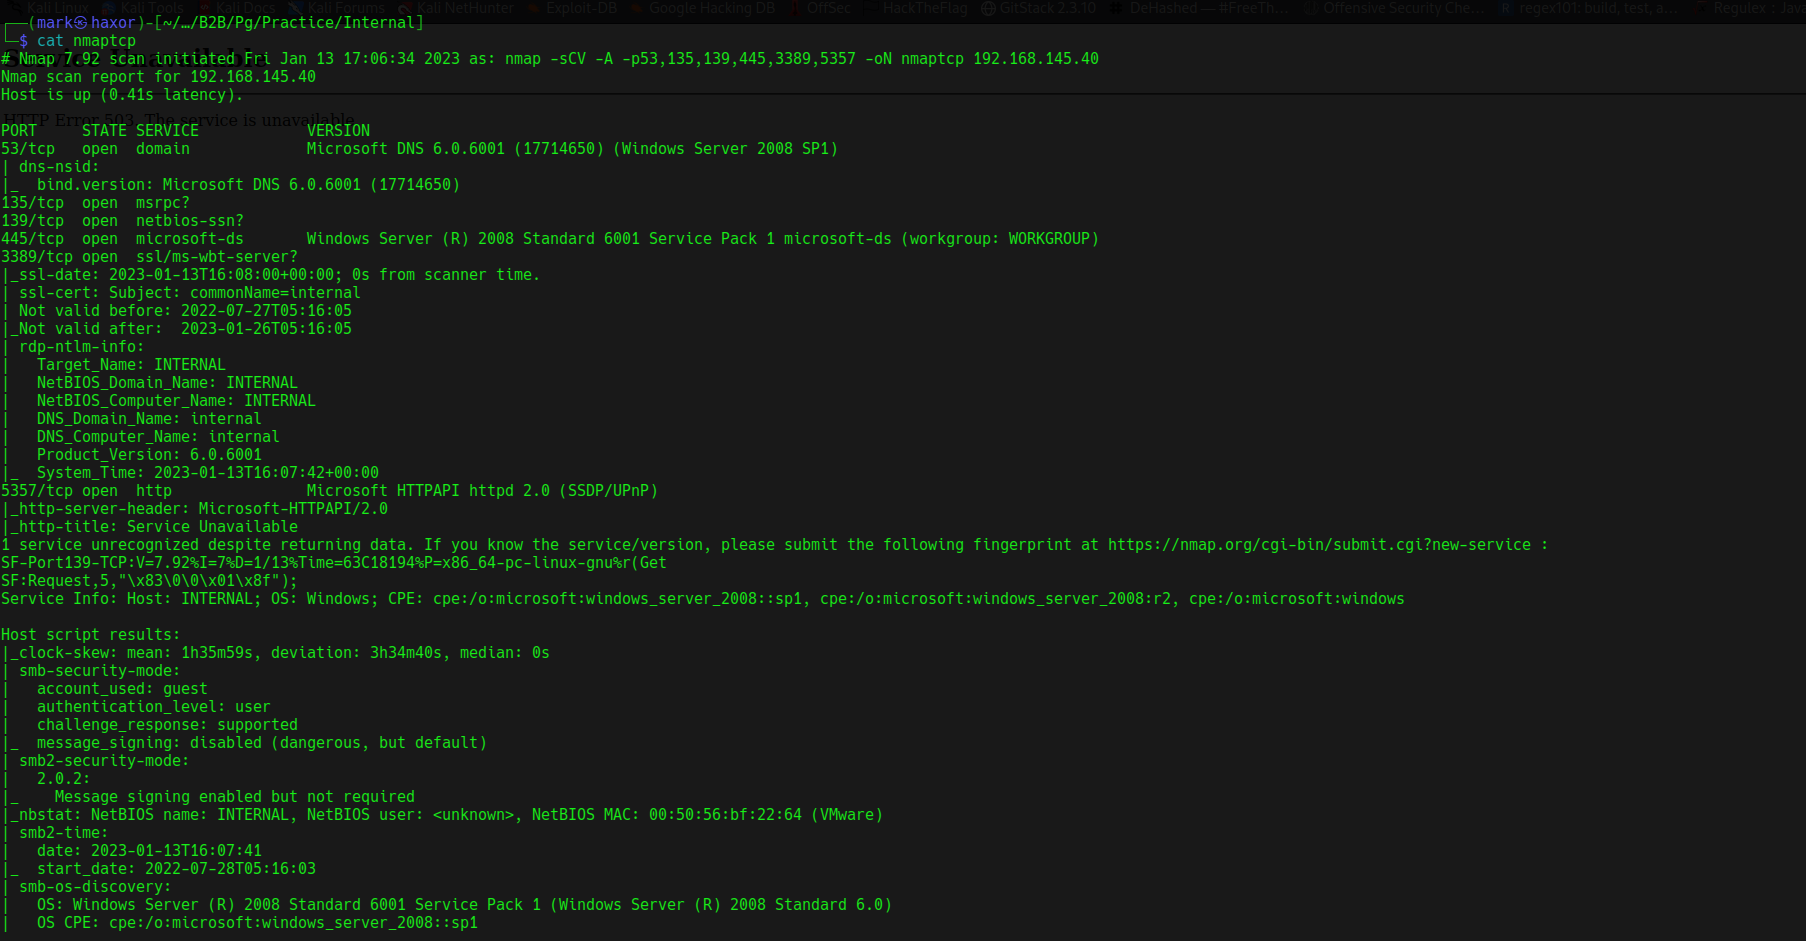 Kali Linux Kali Tools Kali Docs Kali Forums Kali NetHunter Exploit-DB Google Hacking DB OffSec HackTheFlag GitStack 2.3.10 DeHashed — #FreeTh... Offensive Security Che... regex101: build, test, a...
┌──(mark㉿haxor)-[~/…/B2B/Pg/Practice/Internal]
└─$ cat nmaptcp
# Nmap 7.92 scan initiated Fri Jan 13 17:06:34 2023 as: nmap -sCV -A -p53,135,139,445,3389,5357 -oN nmaptcp 192.168.145.40
Nmap scan report for 192.168.145.40
Host is up (0.41s latency).
HTTP Error 503. The service is unavailable.
PORT     STATE SERVICE            VERSION
53/tcp   open  domain             Microsoft DNS 6.0.6001 (17714650) (Windows Server 2008 SP1)
| dns-nsid:
|_  bind.version: Microsoft DNS 6.0.6001 (17714650)
135/tcp  open  msrpc?
139/tcp  open  netbios-ssn?
445/tcp  open  microsoft-ds       Windows Server (R) 2008 Standard 6001 Service Pack 1 microsoft-ds (workgroup: WORKGROUP)
3389/tcp open  ssl/ms-wbt-server?
|_ssl-date: 2023-01-13T16:08:00+00:00; 0s from scanner time.
| ssl-cert: Subject: commonName=internal
| Not valid before: 2022-07-27T05:16:05
|_Not valid after:  2023-01-26T05:16:05
| rdp-ntlm-info:
|   Target_Name: INTERNAL
|   NetBIOS_Domain_Name: INTERNAL
|   NetBIOS_Computer_Name: INTERNAL
|   DNS_Domain_Name: internal
|   DNS_Computer_Name: internal
|   Product_Version: 6.0.6001
|_  System_Time: 2023-01-13T16:07:42+00:00
5357/tcp open  http               Microsoft HTTPAPI httpd 2.0 (SSDP/UPnP)
|_http-server-header: Microsoft-HTTPAPI/2.0
|_http-title: Service Unavailable
1 service unrecognized despite returning data. If you know the service/version, please submit the following fingerprint at https://nmap.org/cgi-bin/submit.cgi?new-service :
SF-Port139-TCP:V=7.92%I=7%D=1/13%Time=63C18194%P=x86_64-pc-linux-gnu%r(Get
SF:Request,5,"\x83\0\0\x01\x8f");
Service Info: Host: INTERNAL; OS: Windows; CPE: cpe:/o:microsoft:windows_server_2008::sp1, cpe:/o:microsoft:windows_server_2008:r2, cpe:/o:microsoft:windows
Host script results:
|_clock-skew: mean: 1h35m59s, deviation: 3h34m40s, median: 0s
| smb-security-mode:
|   account_used: guest
|   authentication_level: user
|   challenge_response: supported
|_  message_signing: disabled (dangerous, but default)
| smb2-security-mode:
|   2.0.2:
|_    Message signing enabled but not required
|_nbstat: NetBIOS name: INTERNAL, NetBIOS user: <unknown>, NetBIOS MAC: 00:50:56:bf:22:64 (VMware)
| smb2-time:
|   date: 2023-01-13T16:07:41
|_  start_date: 2022-07-28T05:16:03
| smb-os-discovery:
|   OS: Windows Server (R) 2008 Standard 6001 Service Pack 1 (Windows Server (R) 2008 Standard 6.0)
|   OS CPE: cpe:/o:microsoft:windows_server_2008::sp1